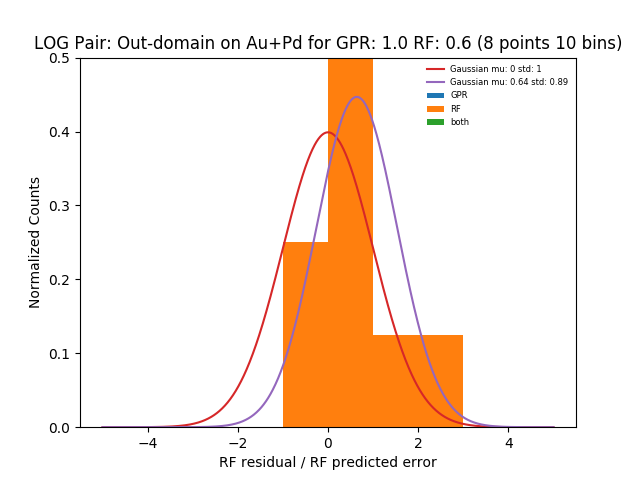 LOG Pair: Out-domain on Au+Pd for GPR: 1.0 RF: 0.6 (8 points 10 bins)
Gaussian mu: 0 std: 1
Gaussian mu: 0.64 std: 0.89
GPR
RF
both
Normalized Counts
0.5
0.4
0.3
0.2
0.1
0.0
−4
−2
0
2
4
RF residual / RF predicted error